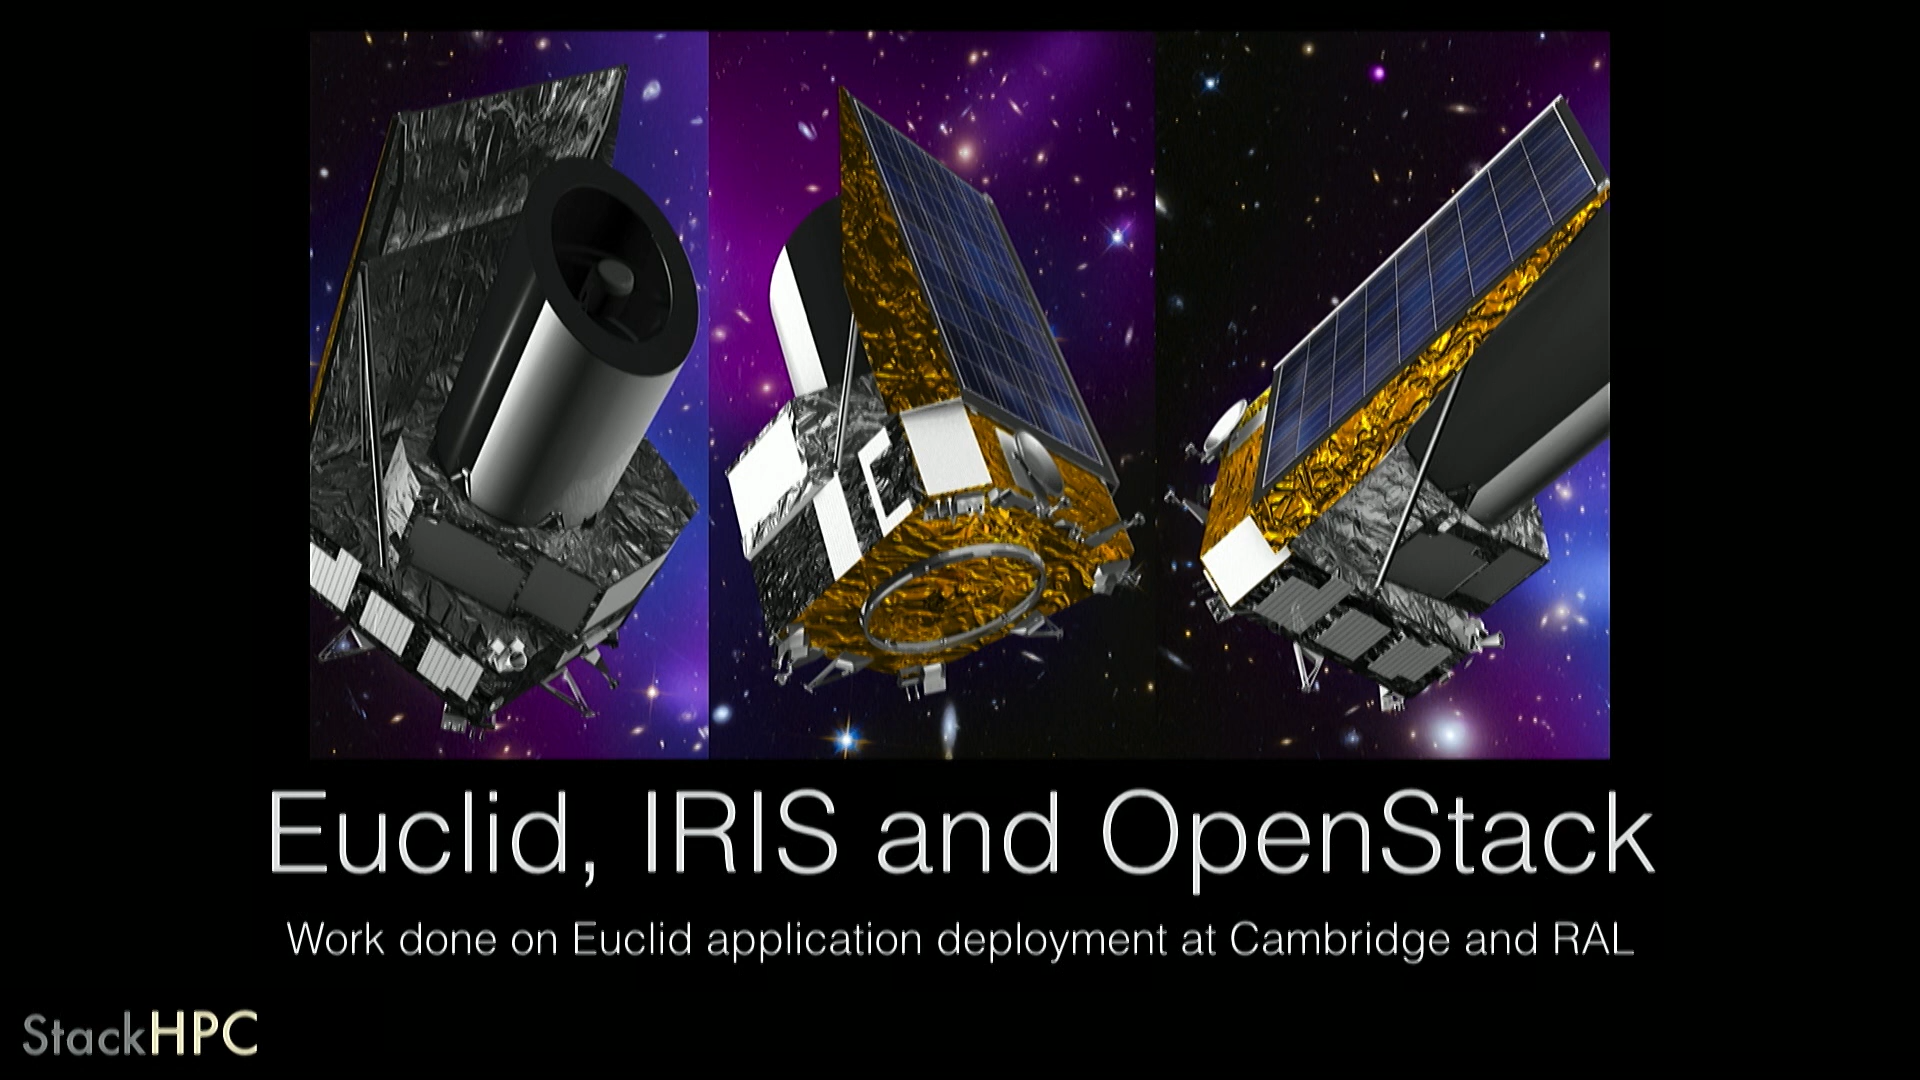 Euclid, IRIS and OpenStack
Work done on Euclid application deployment at Cambridge and RAL
StackHPC